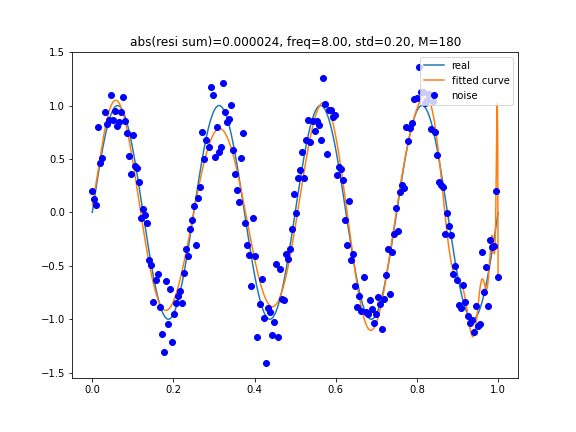 abs(resi sum)=0.000024, freq=8.00, std=0.20, M=180
1.5
1.0
0.5
0.0
−0.5
−1.0
−1.5
real
fitted curve
noise
0.0 0.2 0.4 0.6 0.8 1.0